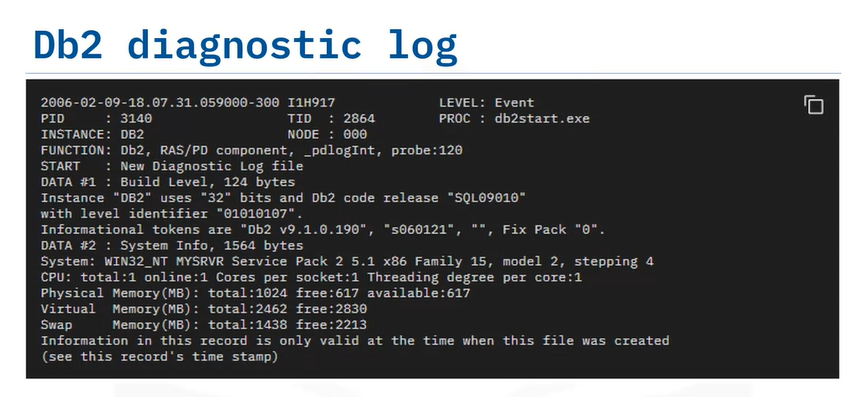 Db2 diagnostic log
2006-02-09-18.07.31.059000-300 I1H917 LEVEL: Event
PID : 3140 TID : 2864 PROC : db2start.exe
INSTANCE: DB2 NODE : 000
FUNCTION: Db2, RAS/PD component, _pdlogInt, probe:120
START : New Diagnostic Log file
DATA #1 : Build Level, 124 bytes
Instance "DB2" uses "32" bits and Db2 code release "SQL09010"
with level identifier "01010107".
Informational tokens are "Db2 v9.1.0.190", "s060121", "", Fix Pack "0".
DATA #2 : System Info, 1564 bytes
System: WIN32_NT MYSRVR Service Pack 2 5.1 x86 Family 15, model 2, stepping 4
CPU: total:1 online:1 Cores per socket:1 Threading degree per core:1
Physical Memory(MB): total:1024 free:617 available:617
Virtual Memory(MB): total:2462 free:2830
Swap Memory(MB): total:1438 free:2213
Information in this record is only valid at the time when this file was created
(see this record's time stamp)